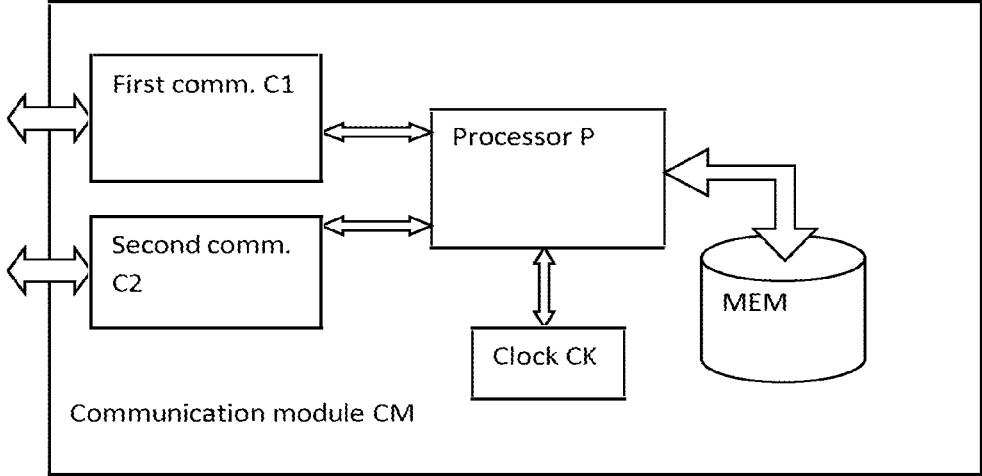 First comm. C1
Processor P
Second comm.
C2
MEM
Clock CK
Communication module CM